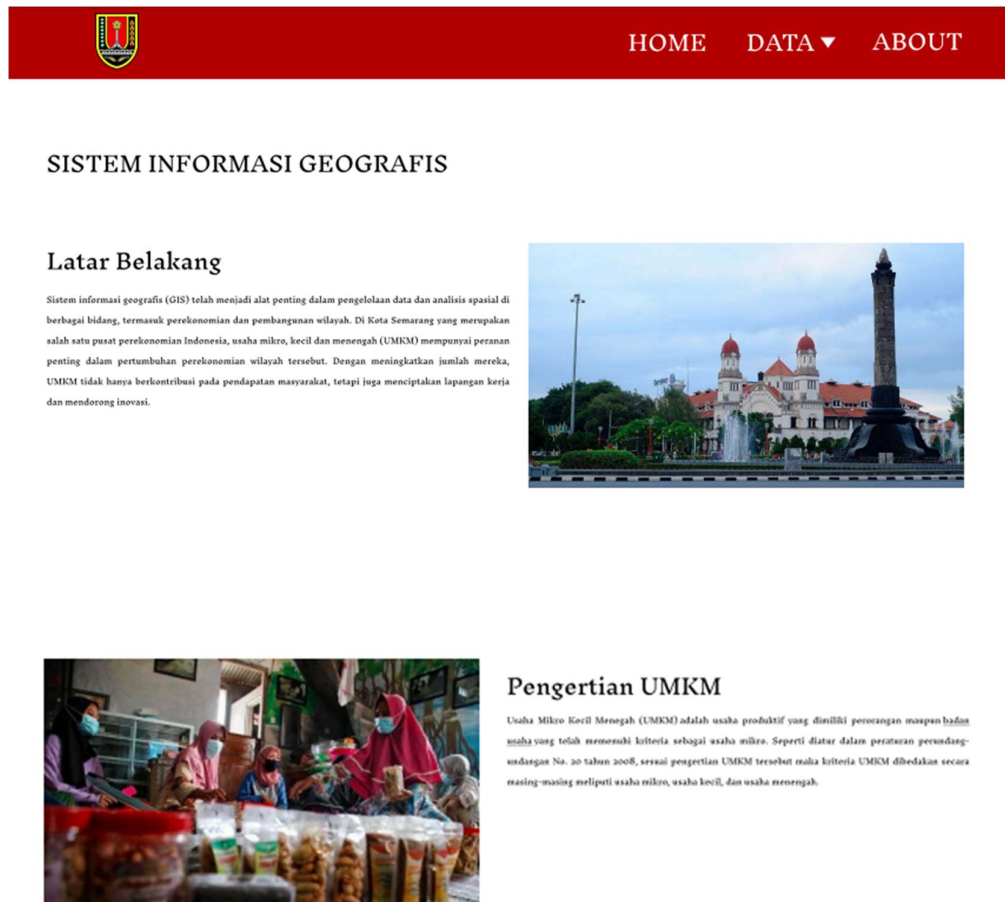 HOME DATA ABOUT
SISTEM INFORMASI GEOGRAFIS
Latar Belakang
Sistem informasi geografis (GIS) telah menjadi alat penting dalam pengelolaan data dan analisis spasial di
berbagai bidang, termasuk perekonomian dan pembangunan wilayah. Di Kota Semarang yang merupakan
salah satu pusat perekonomian Indonesia, usaha mikro, kecil dan menengah (UMKM) mempunyai peranan
penting dalam pertumbuhan perekonomian wilayah tersebut. Dengan meningkatkan jumlah mereka,
UMKM tidak hanya berkontribusi pada pendapatan masyarakat, tetapi juga menciptakan lapangan kerja
dan mendorong inovasi.
Pengertian UMKM
Usaha Mikro Kecil Menegah (UMKM) adalah usaha produktif yang dimiliki perorangan maupun badan
usaha yang telah memenuhi kriteria sebagai usaha mikro. Seperti diatur dalam peraturan perundang-
undangan No. 20 tahun 2008, sesuai pengertian UMKM tersebut maka kriteria UMKM dibedakan secara
masing-masing meliputi usaha mikro, usaha kecil, dan usaha menengah.